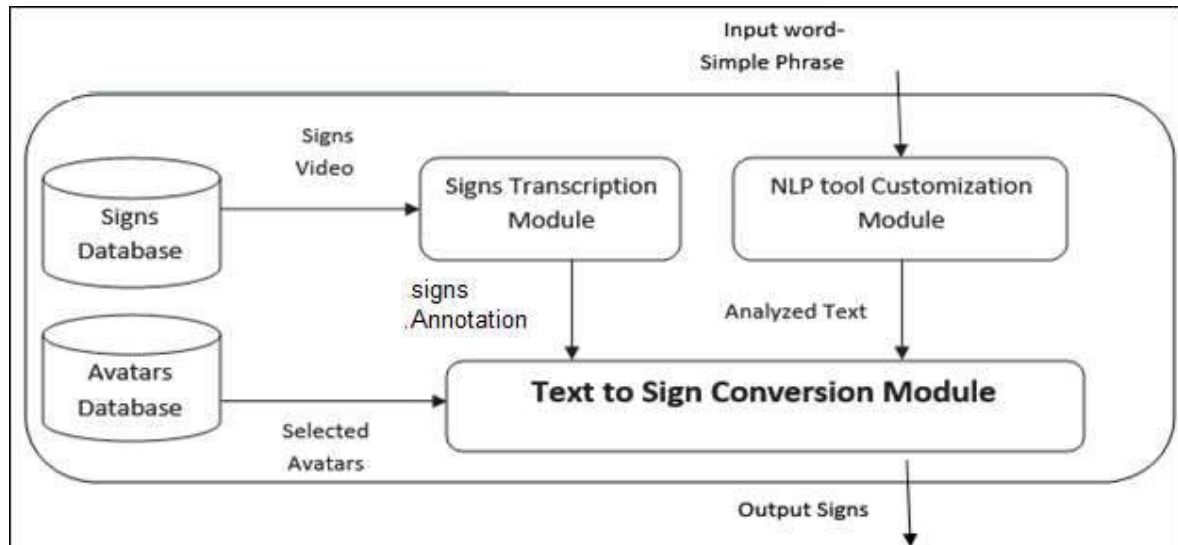 Input word-
Simple Phrase
Signs
Video
Signs
Database
Signs Transcription
Module
NLP tool Customization
Module
signs
.Annotation
Analyzed Text
Avatars
Database
Text to Sign Conversion Module
Selected
Avatars
Output Signs